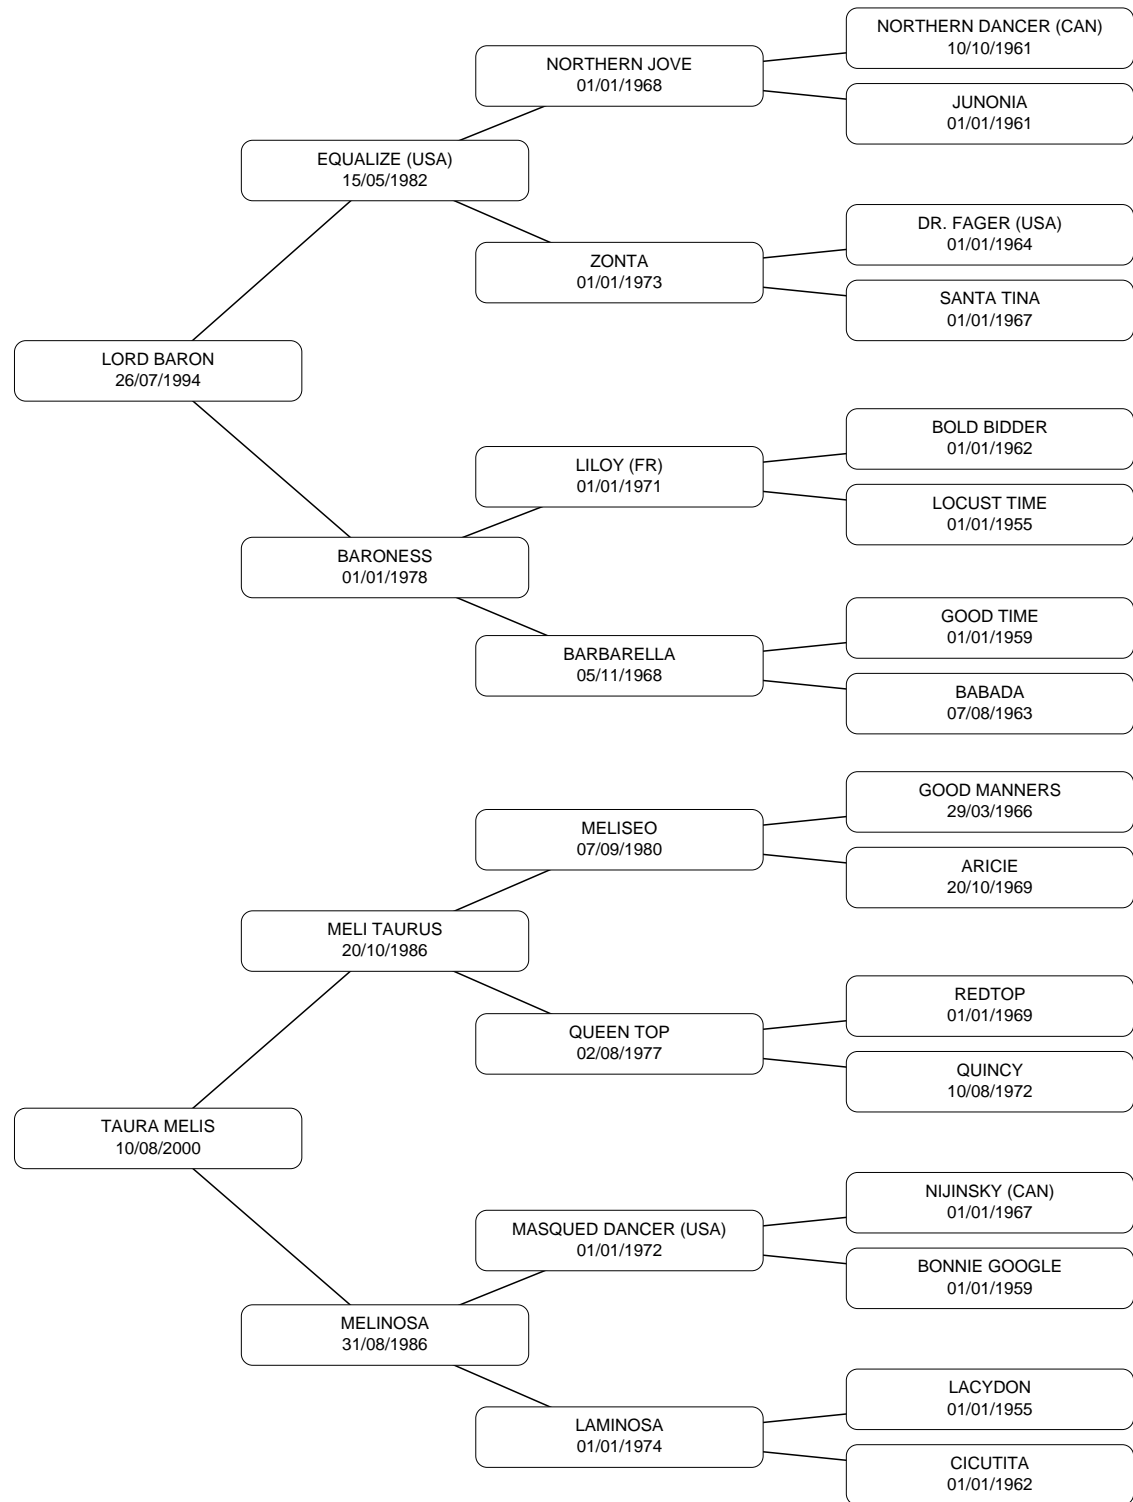 NORTHERN DANCER (CAN)
10/10/1961
NORTHERN JOVE
01/01/1968
JUNONIA
01/01/1961
EQUALIZE (USA)
15/05/1982
DR. FAGER (USA)
01/01/1964
ZONTA
01/01/1973
SANTA TINA
01/01/1967
LORD BARON
26/07/1994
BOLD BIDDER
01/01/1962
LILOY (FR)
01/01/1971
LOCUST TIME
01/01/1955
BARONESS
01/01/1978
GOOD TIME
01/01/1959
BARBARELLA
05/11/1968
BABADA
07/08/1963
GOOD MANNERS
29/03/1966
MELISEO
07/09/1980
ARICIE
20/10/1969
MELI TAURUS
20/10/1986
REDTOP
01/01/1969
QUEEN TOP
02/08/1977
QUINCY
10/08/1972
TAURA MELIS
10/08/2000
NIJINSKY (CAN)
01/01/1967
MASQUED DANCER (USA)
01/01/1972
BONNIE GOOGLE
01/01/1959
MELINOSA
31/08/1986
LACYDON
01/01/1955
LAMINOSA
01/01/1974
CICUTITA
01/01/1962